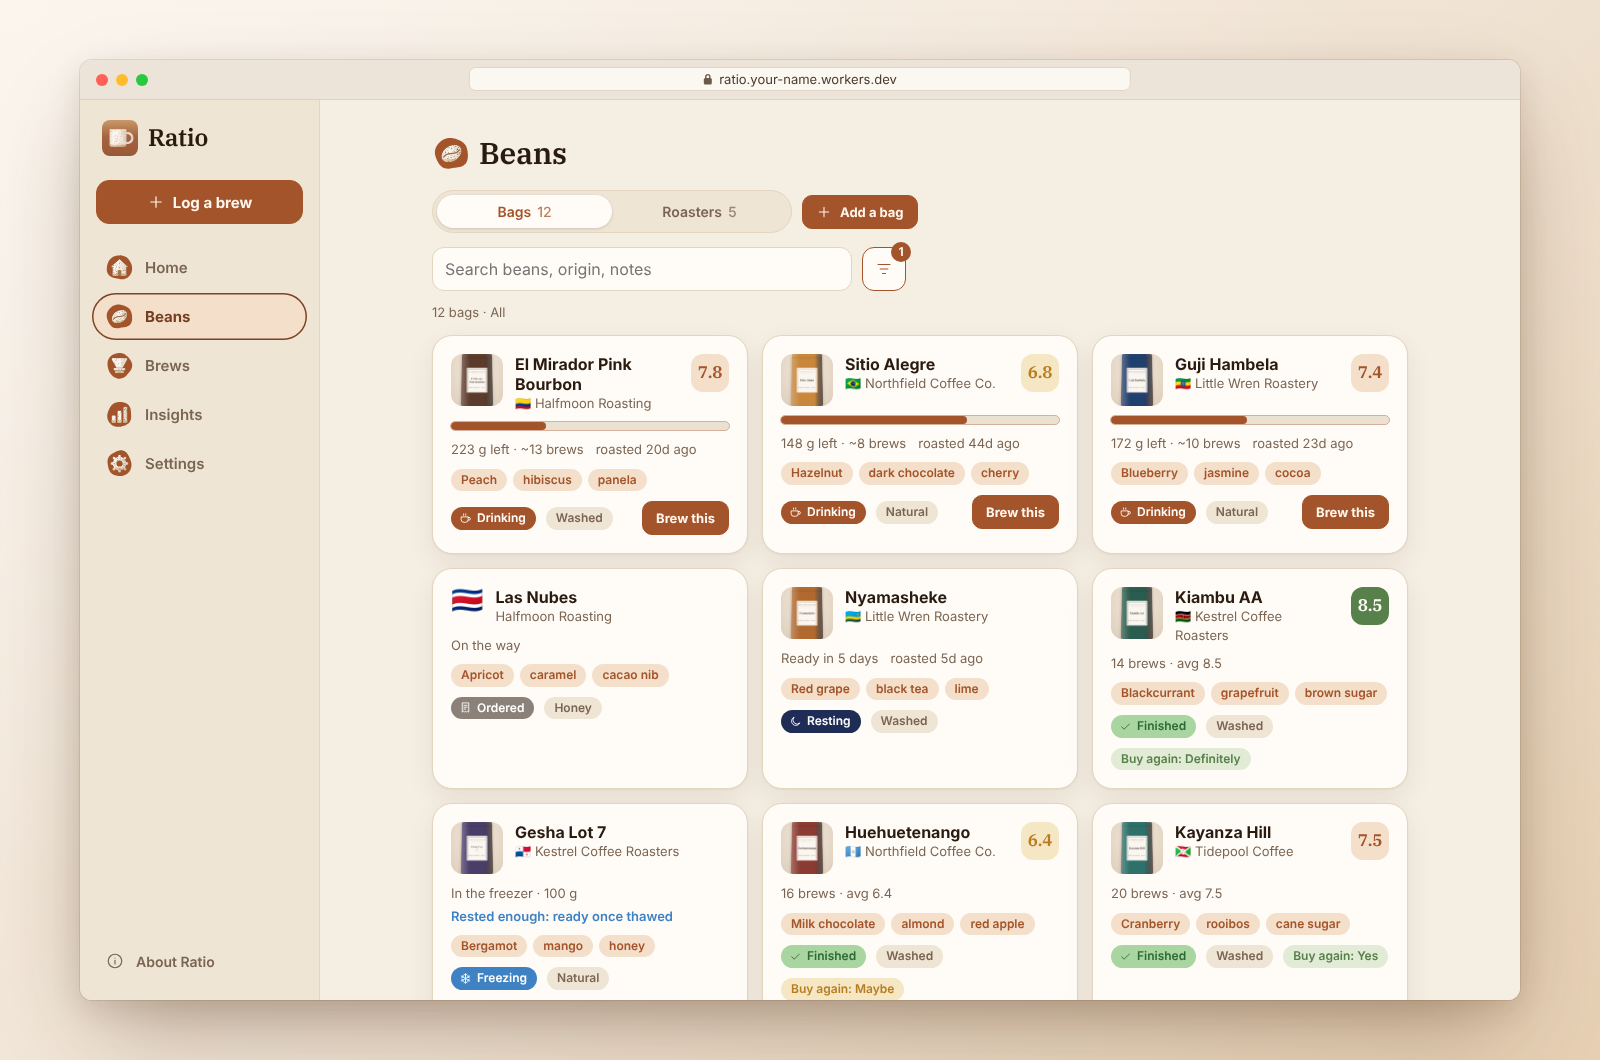 ratio.your-name.workers.dev
Ratio
Log a brew
Home
Beans
Brews
Insights
Settings
About Ratio
Beans
Bags 12
Roasters 5
Add a bag
Search beans, origin, notes
1
12 bags · All
El Mirador Pink
Bourbon
Halfmoon Roasting
7.8
223 g left · ~13 brews roasted 20d ago
Peach hibiscus panela
Drinking Washed Brew this
Sitio Alegre
Northfield Coffee Co.
6.8
148 g left · ~8 brews roasted 44d ago
Hazelnut dark chocolate cherry
Drinking Natural Brew this
Guji Hambela
Little Wren Roastery
7.4
172 g left · ~10 brews roasted 23d ago
Blueberry jasmine cocoa
Drinking Natural Brew this
Las Nubes
Halfmoon Roasting
On the way
Apricot caramel cacao nib
Ordered Honey
Nyamasheke
Little Wren Roastery
Ready in 5 days roasted 5d ago
Red grape black tea lime
Resting Washed
Kiambu AA
Kestrel Coffee
Roasters
8.5
14 brews · avg 8.5
Blackcurrant grapefruit brown sugar
Finished Washed
Buy again: Definitely
Gesha Lot 7
Kestrel Coffee Roasters
In the freezer · 100 g
Rested enough: ready once thawed
Bergamot mango honey
Freezing Natural
Huehuetenango
Northfield Coffee Co.
6.4
16 brews · avg 6.4
Milk chocolate almond red apple
Finished Washed
Buy again: Maybe
Kayanza Hill
Tidepool Coffee
7.5
20 brews · avg 7.5
Cranberry rooibos cane sugar
Finished Washed Buy again: Yes